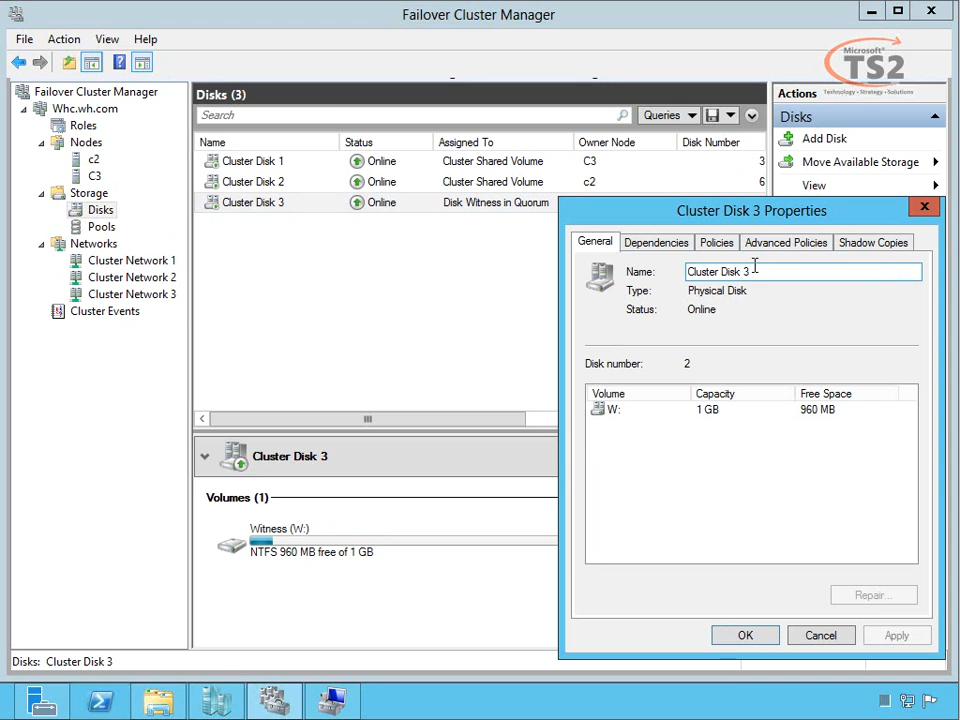 Failover Cluster Manager
File Action View Help
Microsoft®
TS2
Technology • Strategy • Solutions
Failover Cluster Manager
Whc.wh.com
Roles
Nodes
c2
C3
Storage
Disks
Pools
Networks
Cluster Network 1
Cluster Network 2
Cluster Network 3
Cluster Events
Disks (3)
Search
Queries
Name Status Assigned To Owner Node Disk Number
Cluster Disk 1 Online Cluster Shared Volume C3 3
Cluster Disk 2 Online Cluster Shared Volume c2 6
Cluster Disk 3 Online Disk Witness in Quorum
Cluster Disk 3
Volumes (1)
Witness (W:)
NTFS 960 MB free of 1 GB
Actions
Disks
Add Disk
Move Available Storage
View
Cluster Disk 3 Properties
General Dependencies Policies Advanced Policies Shadow Copies
Name: Cluster Disk 3
Type: Physical Disk
Status: Online
Disk number: 2
Volume Capacity Free Space
W: 1 GB 960 MB
Repair...
OK Cancel Apply
Disks: Cluster Disk 3